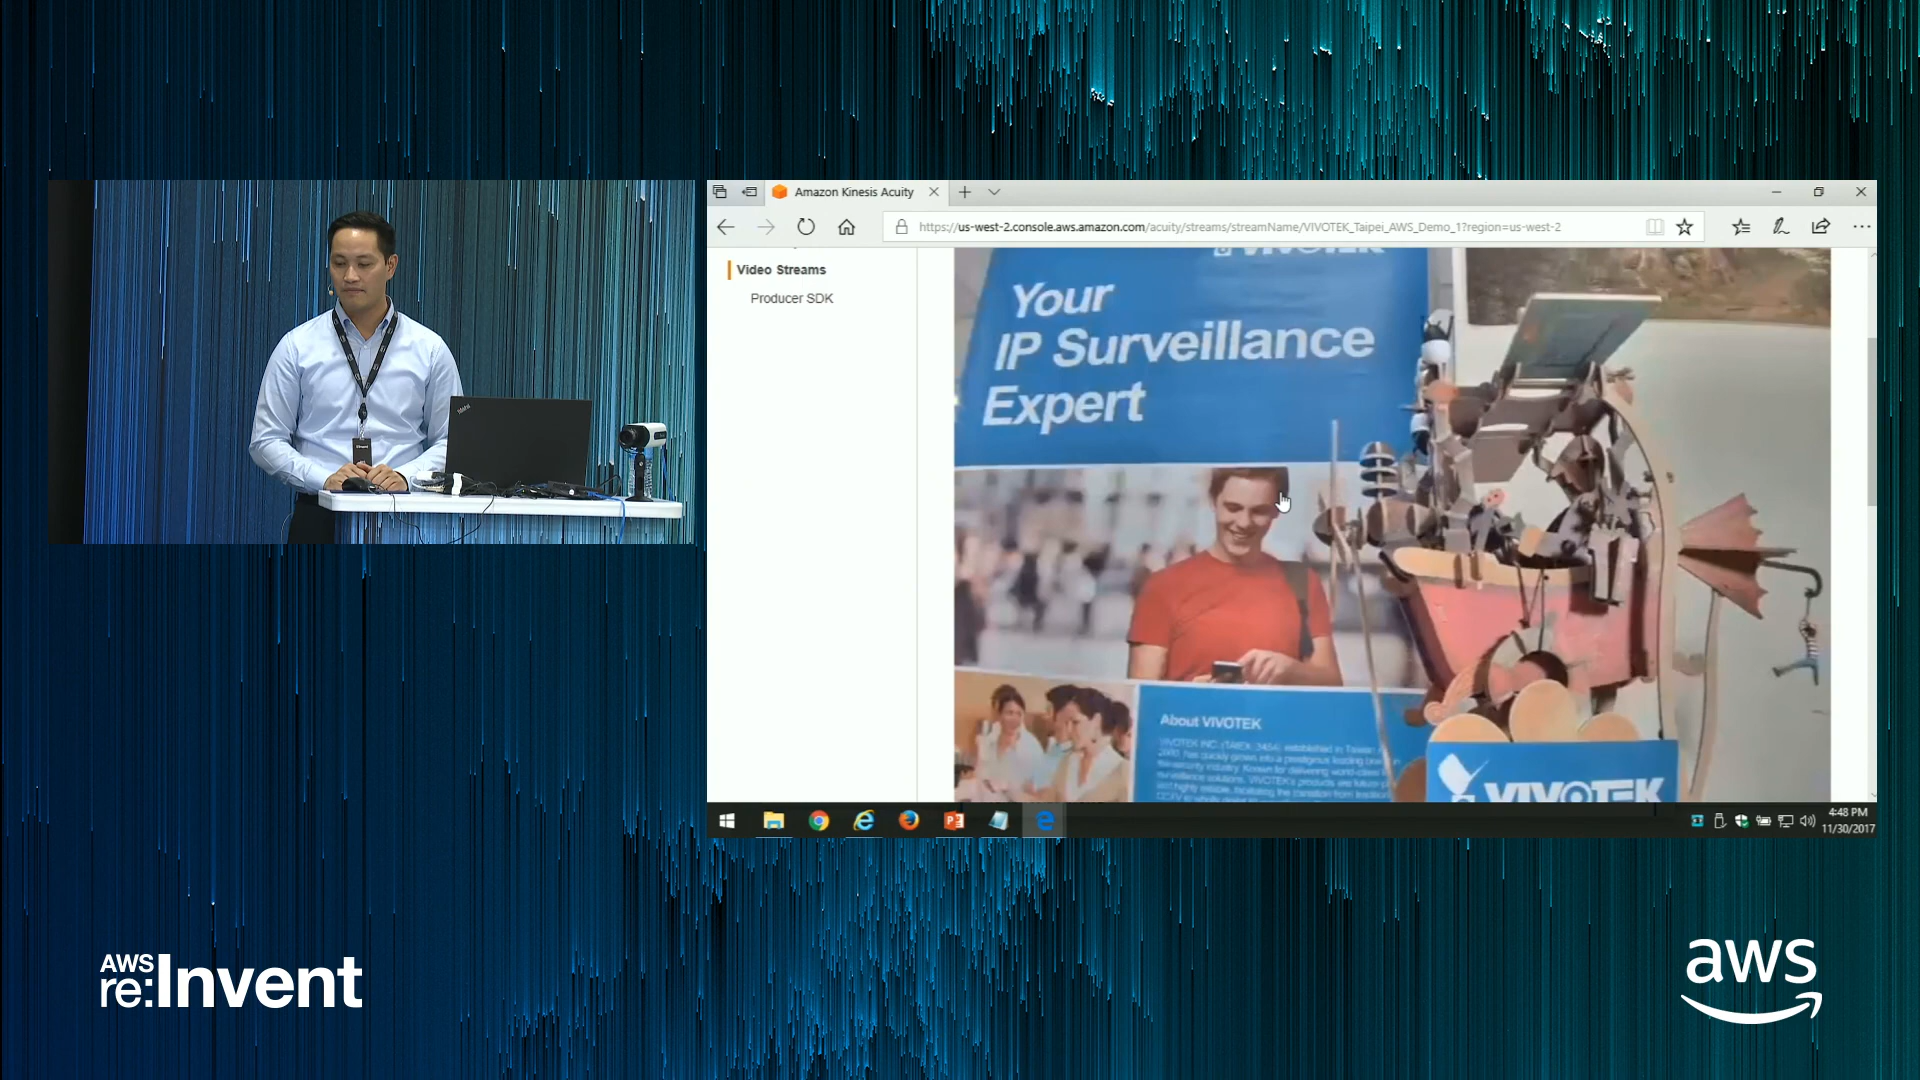 Amazon Kinesis Acuity
https://us-west-2.console.aws.amazon.com/acuity/streams/streamName/VIVOTEK_Taipei_AWS_Demo_1?region=us-west-2
Video Streams
Producer SDK
VIVOTEK
Your
IP Surveillance
Expert
About VIVOTEK
VIVOTEK
4:48 PM
11/30/2017
AWS
re:Invent
aws